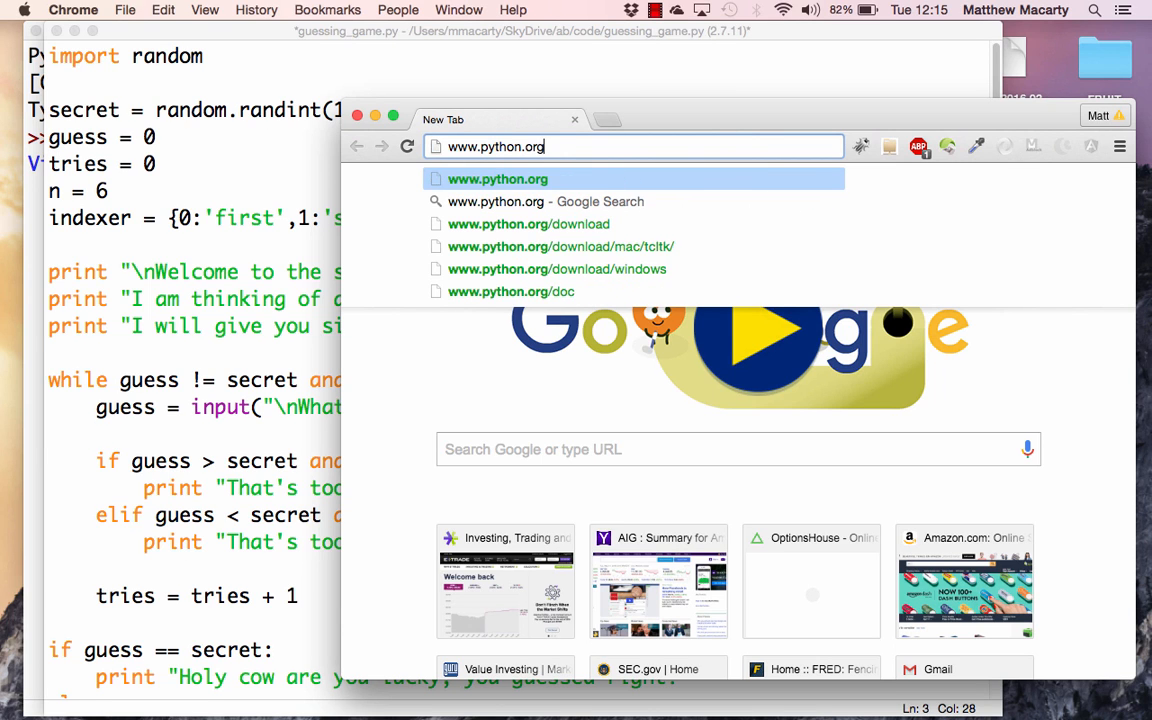 Chrome File Edit View History Bookmarks People Window Help 82% Tue 12:15 Matthew Macarty
*guessing_game.py - /Users/mmacarty/SkyDrive/ab/code/guessing_game.py (2.7.11)*
import random
secret = random.randint(1
guess = 0
tries = 0
n = 6
indexer = {0:'first',1:'s
print "\nWelcome to the s
print "I am thinking of a
print "I will give you si
while guess != secret and
guess = input("\nWhat
if guess > secret and
print "That's too
elif guess < secret a
print "That's too
tries = tries + 1
if guess == secret:
print "Holy cow are you lucky, you guessed right!"
Ln: 3 Col: 28
New Tab
Matt
www.python.org
ABP
1
www.python.org
www.python.org - Google Search
www.python.org/download
www.python.org/download/mac/tcltk/
www.python.org/download/windows
www.python.org/doc
Google
Search Google or type URL
Investing, Trading and
E*TRADE
Welcome back
AIG : Summary for Am
OptionsHouse - Online
Amazon.com: Online
NOW 100+
DASH BUTTONS
Value Investing | Mark
SEC.gov | Home
Home :: FRED: Fencin
Gmail